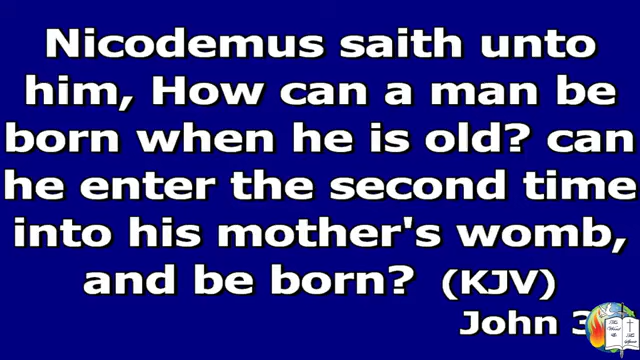 Nicodemus saith unto
him, How can a man be
born when he is old? can
he enter the second time
into his mother's womb,
and be born? (KJV)
John 3